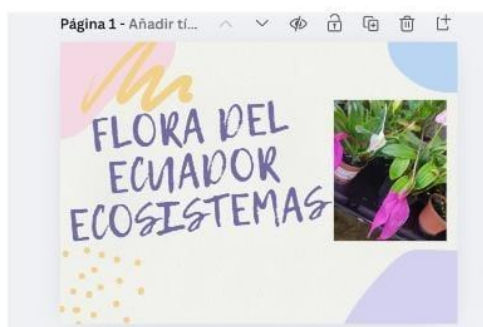 Página 1 - Añadir tí...
FLORA DEL
ECUADOR
ECOSISTEMAS